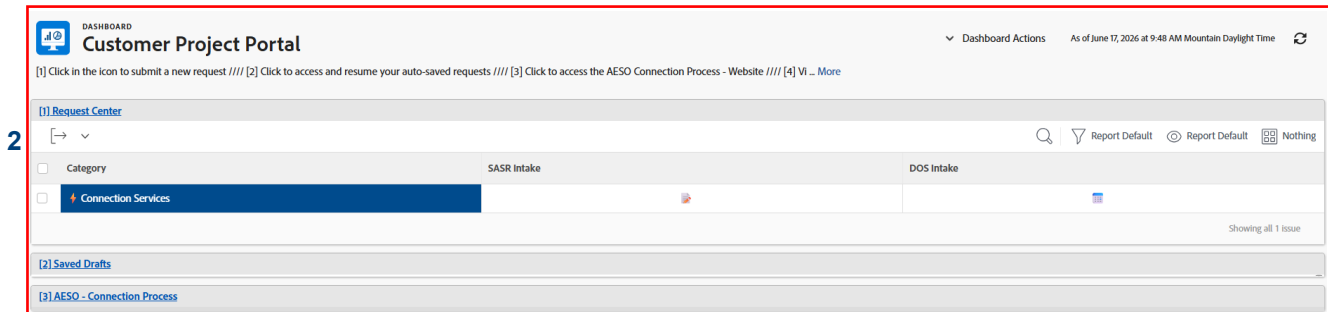 DASHBOARD
Customer Project Portal
Dashboard Actions
As of June 17, 2026 at 9:48 AM Mountain Daylight Time
[1] Click in the icon to submit a new request //// [2] Click to access and resume your auto-saved requests //// [3] Click to access the AESO Connection Process - Website //// [4] Vi ... More
[1] Request Center
2
Report Default
Report Default
Nothing
Category
SASR Intake
DOS Intake
Connection Services
Showing all 1 issue
[2] Saved Drafts
[3] AESO - Connection Process